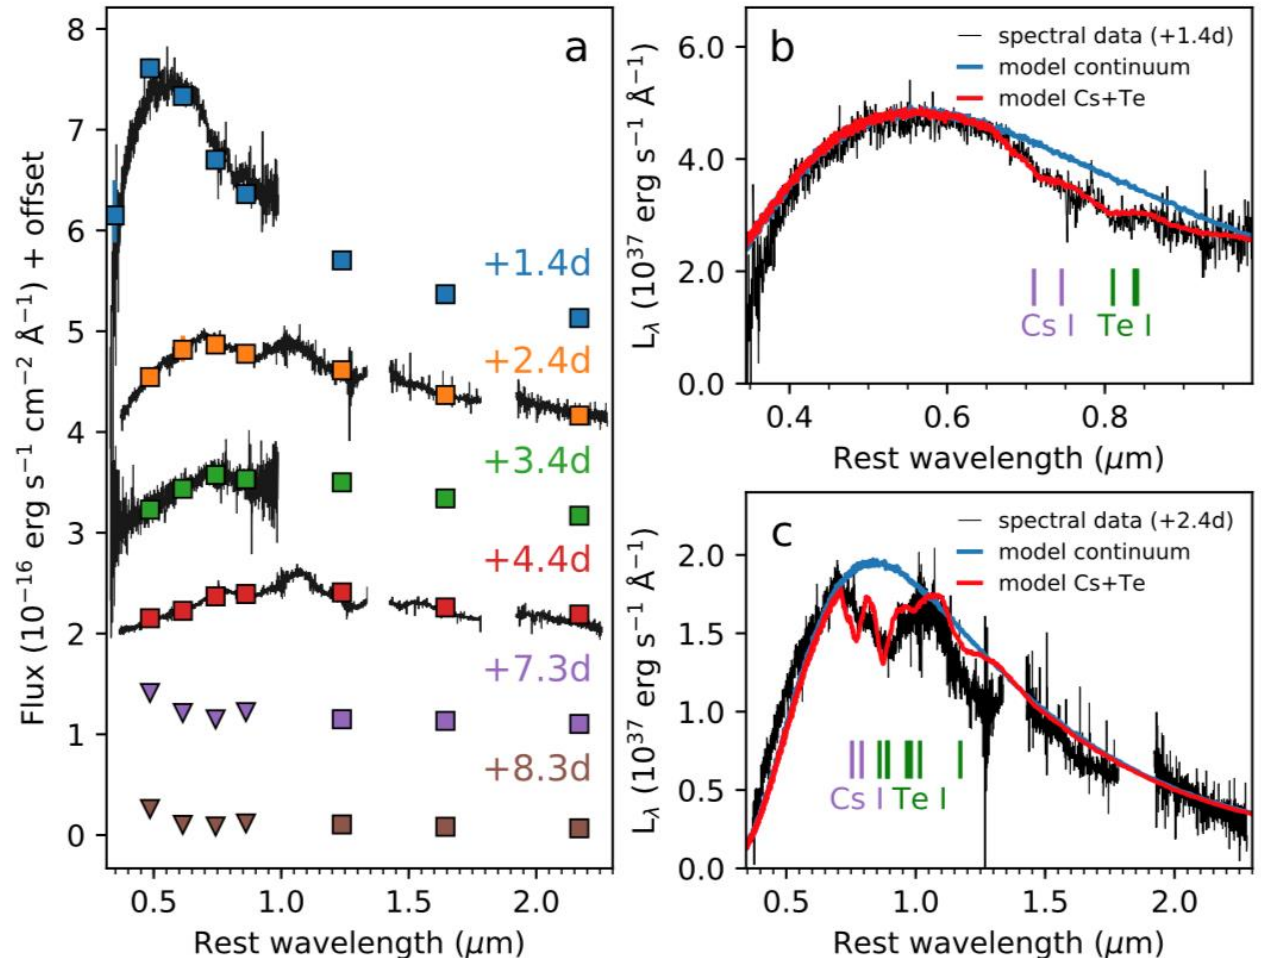 a
8
7
6
5
4
3
2
1
0
Flux (10⁻¹⁶ erg s⁻¹ cm⁻² Å⁻¹) + offset
+1.4d
+2.4d
+3.4d
+4.4d
+7.3d
+8.3d
0.5 1.0 1.5 2.0
Rest wavelength (μm)
b
spectral data (+1.4d)
model continuum
model Cs+Te
6.0
4.0
2.0
0.0
L_λ (10³⁷ erg s⁻¹ Å⁻¹)
Cs I Te I
0.4 0.6 0.8
Rest wavelength (μm)
c
spectral data (+2.4d)
model continuum
model Cs+Te
2.0
1.5
1.0
0.5
0.0
L_λ (10³⁷ erg s⁻¹ Å⁻¹)
Cs I Te I
0.5 1.0 1.5 2.0
Rest wavelength (μm)